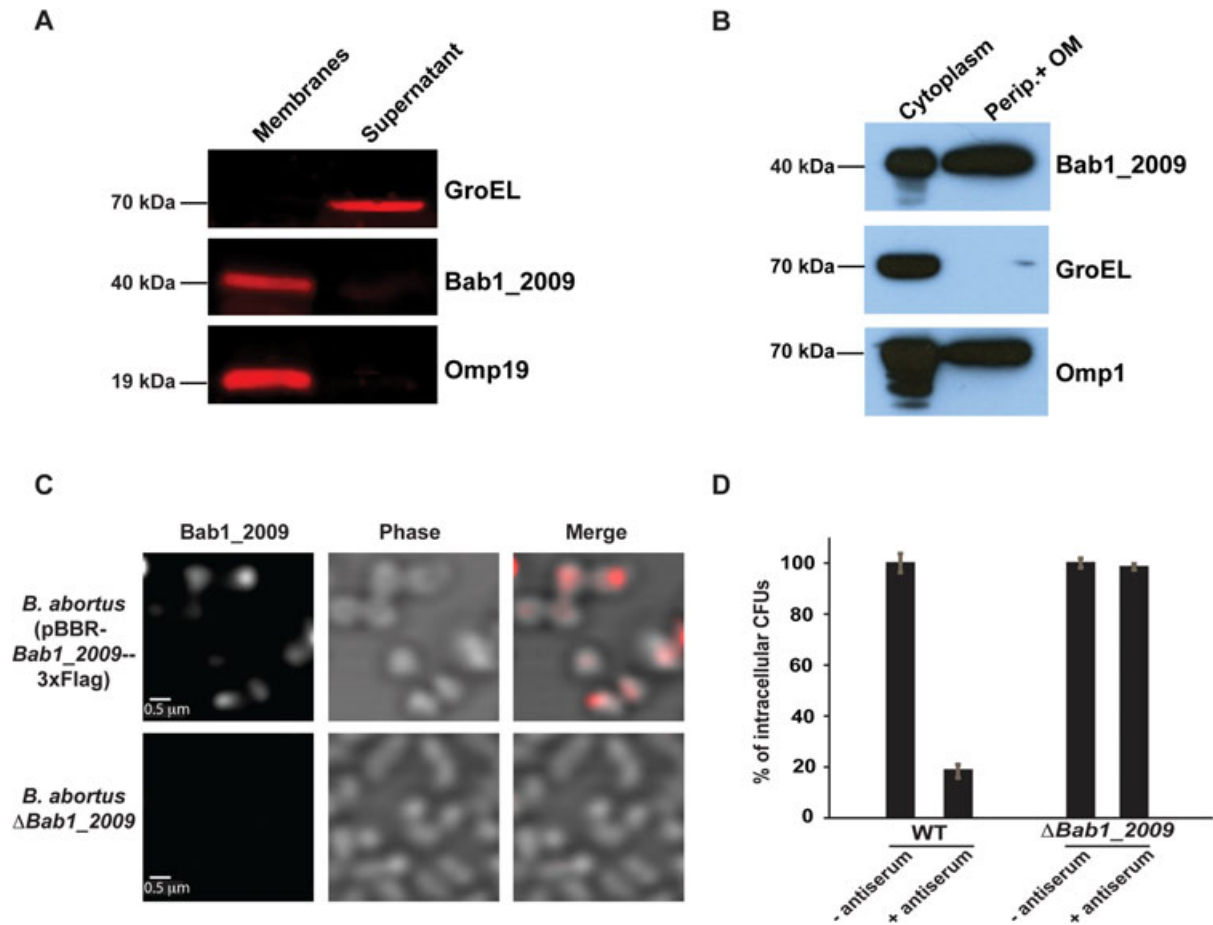 A
Membranes
Supernatant
70 kDa
GroEL
40 kDa
Bab1_2009
19 kDa
Omp19
B
Cytoplasm
Perip.+ OM
40 kDa
Bab1_2009
70 kDa
GroEL
70 kDa
Omp1
C
Bab1_2009
Phase
Merge
B. abortus
(pBBR-
Bab1_2009--
3xFlag)
0.5 µm
B. abortus
ΔBab1_2009
0.5 µm
D
% of intracellular CFUs
100
80
60
40
20
0
WT
ΔBab1_2009
- antiserum
+ antiserum
- antiserum
+ antiserum